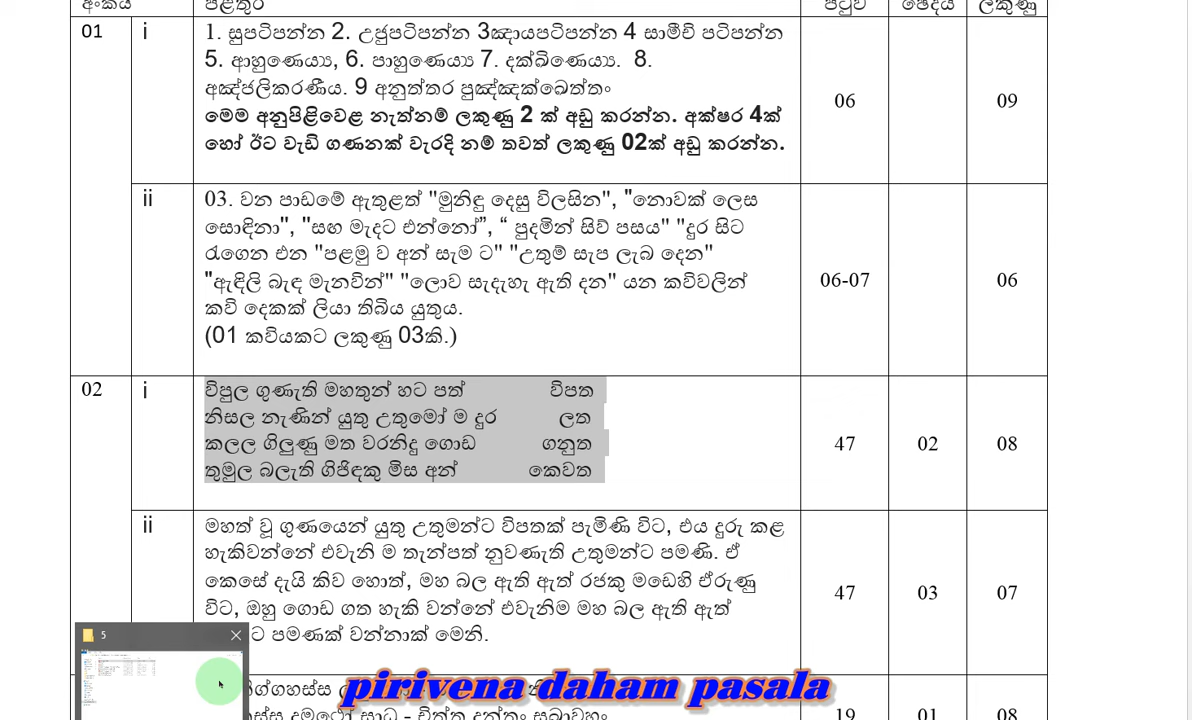 අංකය පළතුර පටුව ඡේදය ලකුණු
01 i 1. සුපටිපන්න 2. උජුපටිපන්න 3ඤායපටිපන්න 4 සාමීචි පටිපන්න
5. ආහුණෙය්‍ය, 6. පාහුණෙය්‍ය 7. දක්ඛිණෙය්‍ය. 8.
අඤ්ජලිකරණීය. 9 අනුත්තර පුඤ්ඤක්ඛෙත්තං
මෙම අනුපිළිවෙළ නැත්නම් ලකුණු 2 ක් අඩු කරන්න. අක්ෂර 4ක්
හෝ ඊට වැඩි ගණනක් වැරදි නම් තවත් ලකුණු 02ක් අඩු කරන්න.
06 09
ii 03. වන පාඩමේ ඇතුළත් "මුනිඳු දෙසු විලසින", "නොවක් ලෙස
සොඳිනා", "සඟ මැදට එන්නෝ”, “ පුදමින් සිව් පසය" "දුර සිට
රැගෙන එන "පළමු ව අන් සැම ට" "උතුම් සැප ලැබ දෙන"
"ඇඳිලි බැඳ මැනවින්" "ලොව සැදැහැ ඇති දන" යන කවිවලින්
කවි දෙකක් ලියා තිබිය යුතුය.
(01 කවියකට ලකුණු 03කි.)
06-07 06
02 i විපුල ගුණැති මහතුන් හට පත් විපත
නිසල නැණින් යුතු උතුමෝ ම දුර ලත
කලල ගිලුණු මත වරනිඳු ගොඩ ගනුත
තුමුල බලැති ගිජිඳකු මිස අන් කෙවත
47 02 08
ii මහත් වූ ගුණයෙන් යුතු උතුමන්ට විපතක් පැමිණි විට, එය දුරු කළ
හැකිවන්නේ එවැනි ම තැන්පත් නුවණැති උතුමන්ට පමණි. ඒ
කෙසේ දැයි කිව හොත්, මහ බල ඇති ඇත් රජකු මඩෙහි ඒරුණු
විට, ඔහු ගොඩ ගත හැකි වන්නේ එවැනිම මහ බල ඇති ඇත්
ට පමණක් වන්නාක් මෙනි.
47 03 07
5
pirivena daham pasala
19 01 08